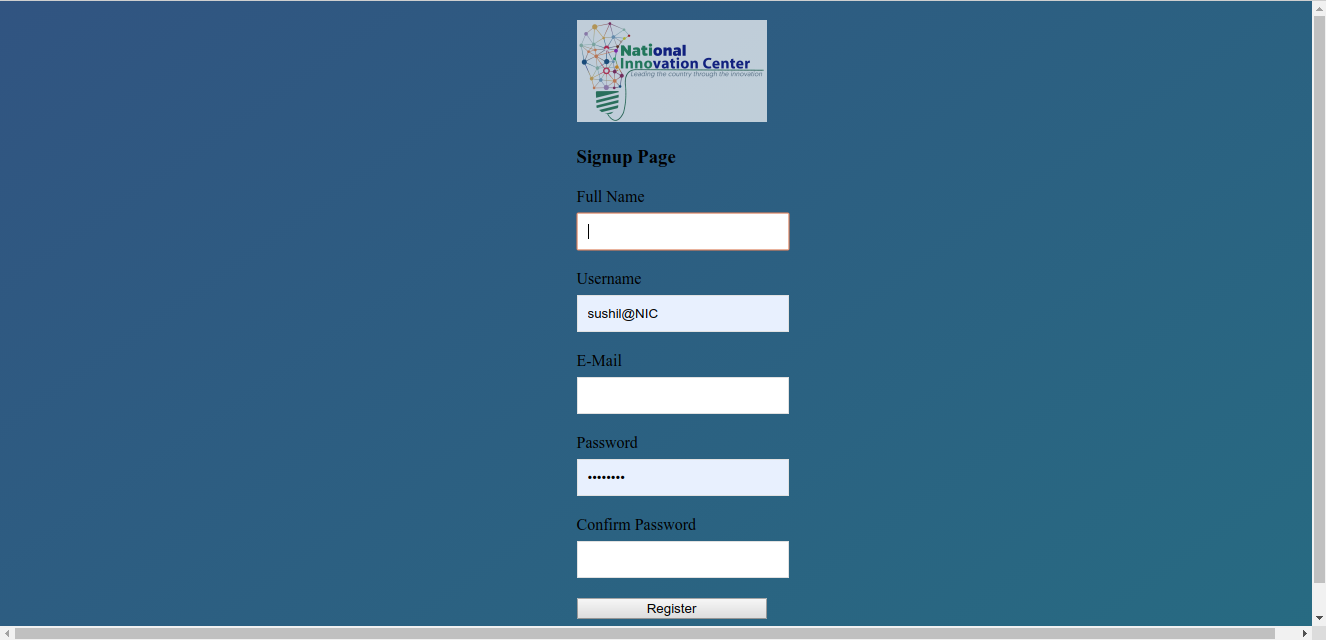 National
Innovation Center
Leading the country through the innovation
Signup Page
Full Name
Username
sushil@NIC
E-Mail
Password
••••••••
Confirm Password
Register